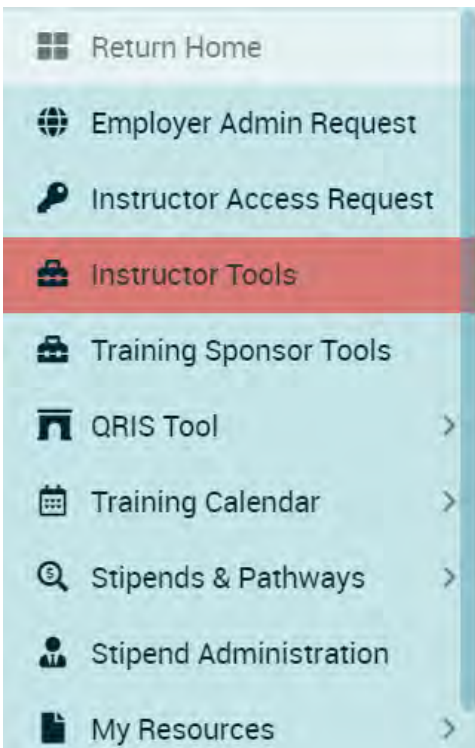 Return Home
Employer Admin Request
Instructor Access Request
Instructor Tools
Training Sponsor Tools
QRIS Tool
Training Calendar
Stipends & Pathways
Stipend Administration
My Resources